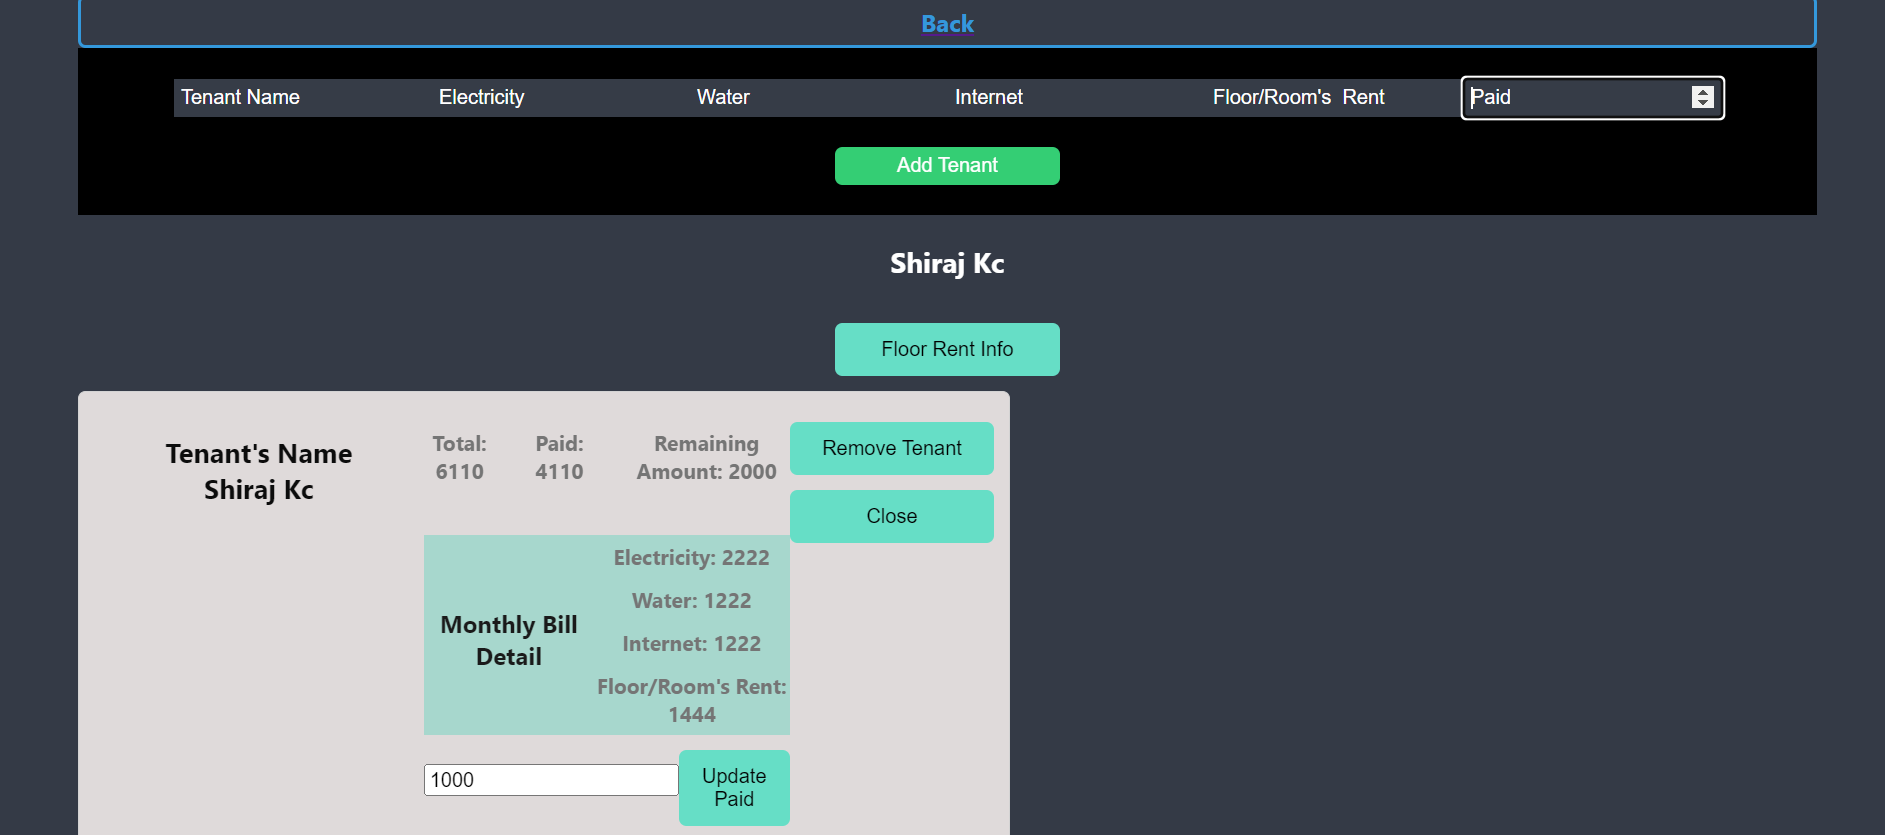 Back
Tenant Name Electricity Water Internet Floor/Room's Rent Paid
Add Tenant
Shiraj Kc
Floor Rent Info
Tenant's Name
Shiraj Kc
Total:
6110
Paid:
4110
Remaining
Amount: 2000
Remove Tenant
Close
Monthly Bill
Detail
Electricity: 2222
Water: 1222
Internet: 1222
Floor/Room's Rent:
1444
1000
Update
Paid